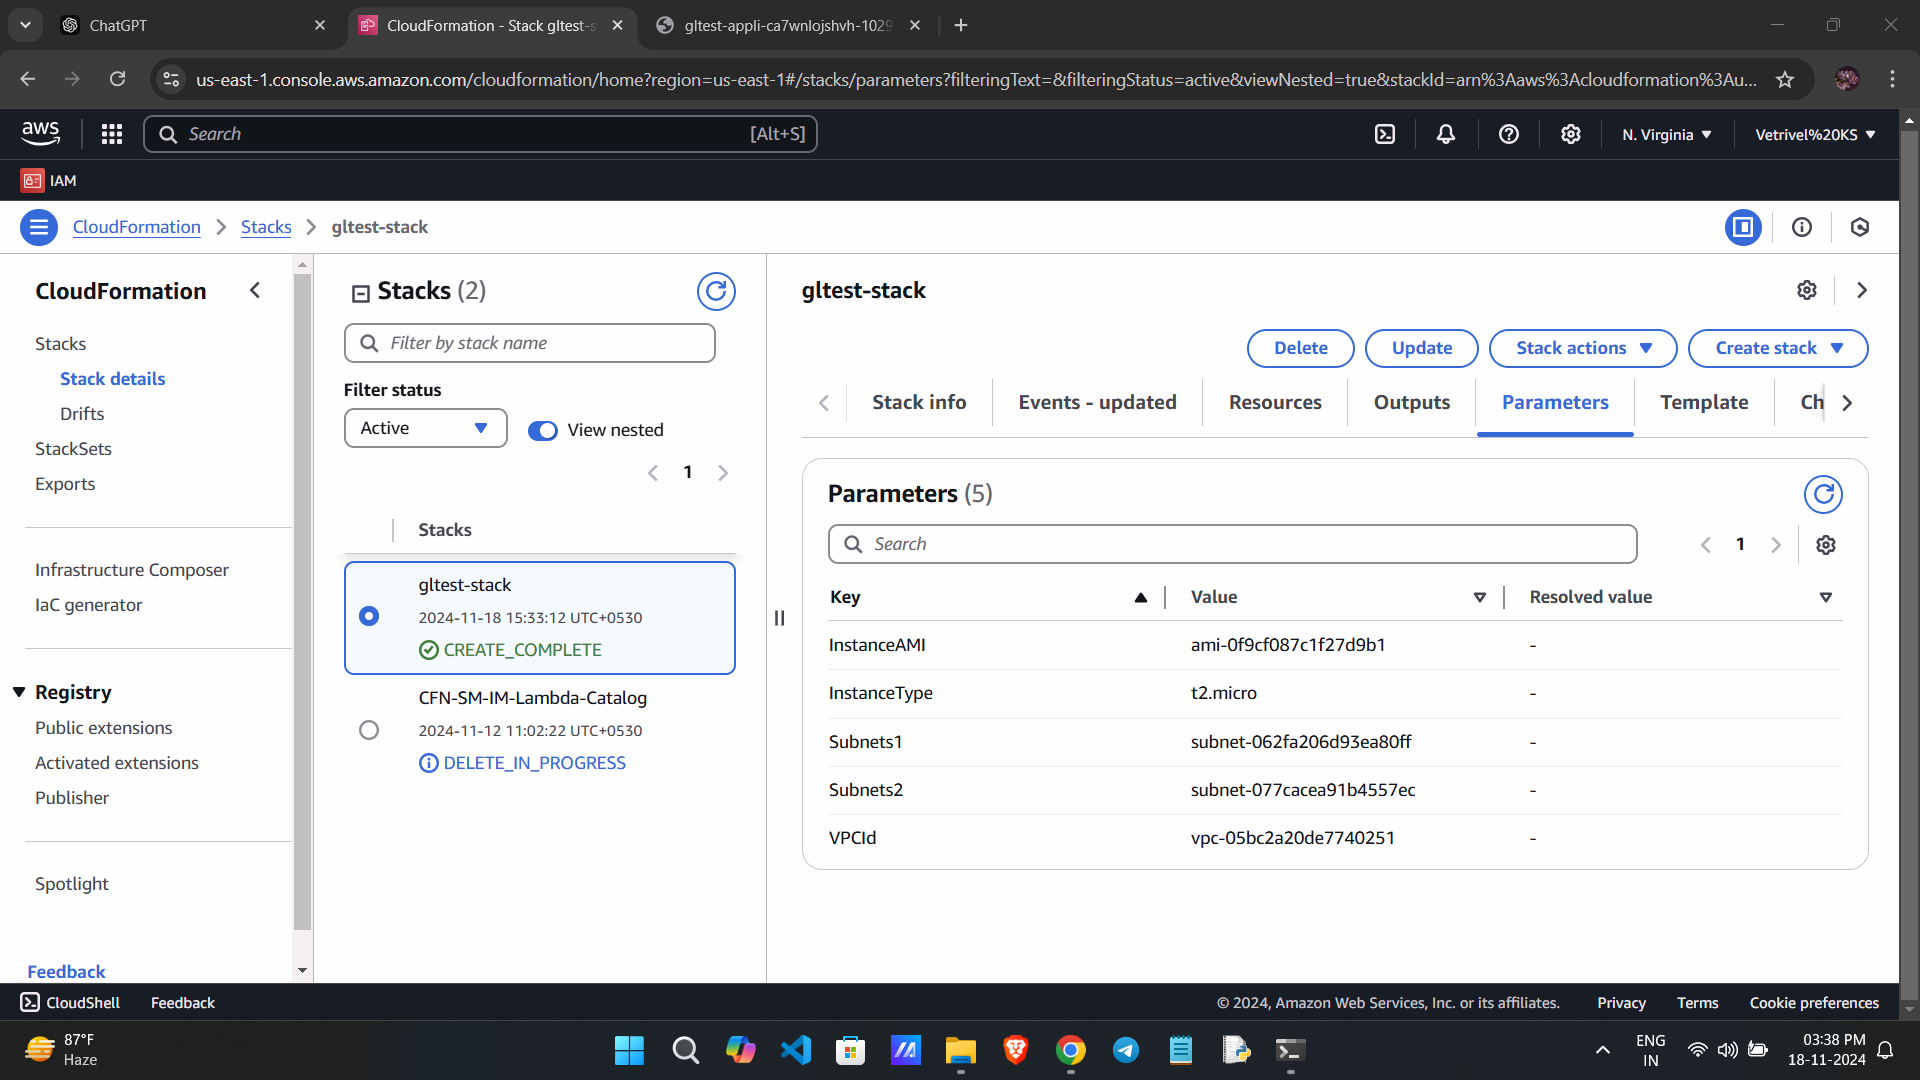 ChatGPT
CloudFormation - Stack gltest-s
gltest-appli-ca7wnlojshvh-1029
us-east-1.console.aws.amazon.com/cloudformation/home?region=us-east-1#/stacks/parameters?filteringText=&filteringStatus=active&viewNested=true&stackId=arn%3Aaws%3Acloudformation%3Au...
aws
Search
[Alt+S]
N. Virginia
Vetrivel%20KS
IAM
CloudFormation
Stacks
gltest-stack
CloudFormation
Stacks
Stack details
Drifts
StackSets
Exports
Infrastructure Composer
IaC generator
Registry
Public extensions
Activated extensions
Publisher
Spotlight
Feedback
Stacks (2)
Filter by stack name
Filter status
Active
View nested
1
Stacks
gltest-stack
2024-11-18 15:33:12 UTC+0530
CREATE_COMPLETE
CFN-SM-IM-Lambda-Catalog
2024-11-12 11:02:22 UTC+0530
DELETE_IN_PROGRESS
gltest-stack
Delete
Update
Stack actions
Create stack
Stack info
Events - updated
Resources
Outputs
Parameters
Template
Ch
Parameters (5)
Search
1
Key Value Resolved value
InstanceAMI ami-0f9cf087c1f27d9b1 -
InstanceType t2.micro -
Subnets1 subnet-062fa206d93ea80ff -
Subnets2 subnet-077cacea91b4557ec -
VPCId vpc-05bc2a20de7740251 -
CloudShell
Feedback
© 2024, Amazon Web Services, Inc. or its affiliates.
Privacy
Terms
Cookie preferences
87°F
Haze
ENG
IN
03:38 PM
18-11-2024